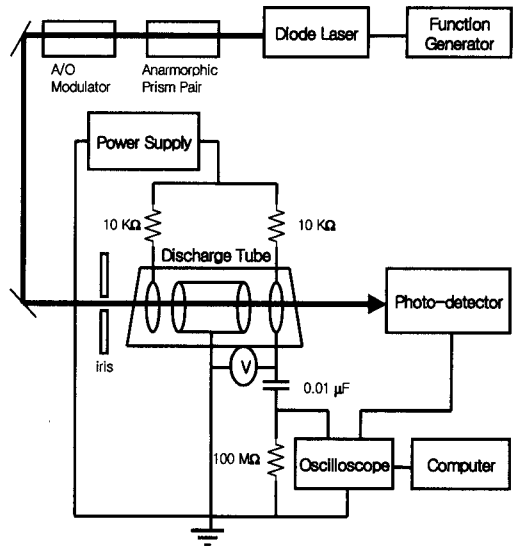 Diode Laser
Function
Generator
A/O
Modulator
Anarmorphic
Prism Pair
Power Supply
10 KΩ
10 KΩ
Discharge Tube
Photo-detector
iris
V
0.01 μF
100 MΩ
Oscilloscope
Computer